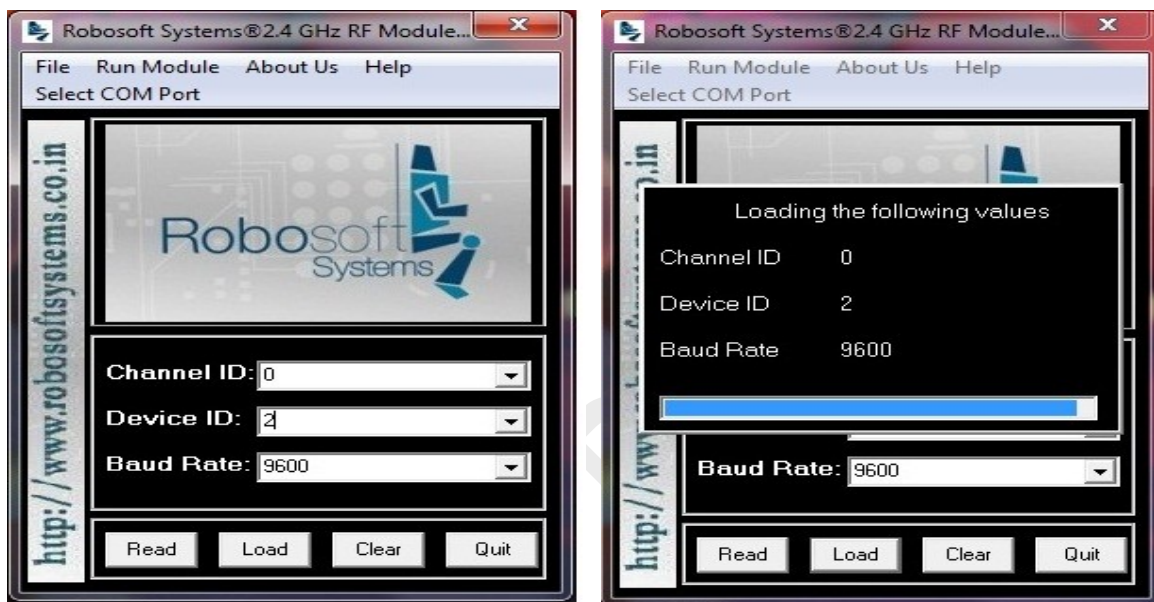 Robosoft Systems®2.4 GHz RF Module...
File Run Module About Us Help
Select COM Port
http://www.robosoftsystems.co.in
Robosoft
Systems
Channel ID: 0
Device ID: 2
Baud Rate: 9600
Read Load Clear Quit
Robosoft Systems®2.4 GHz RF Module...
File Run Module About Us Help
Select COM Port
Loading the following values
Channel ID 0
Device ID 2
Baud Rate 9600
Baud Rate: 9600
Read Load Clear Quit